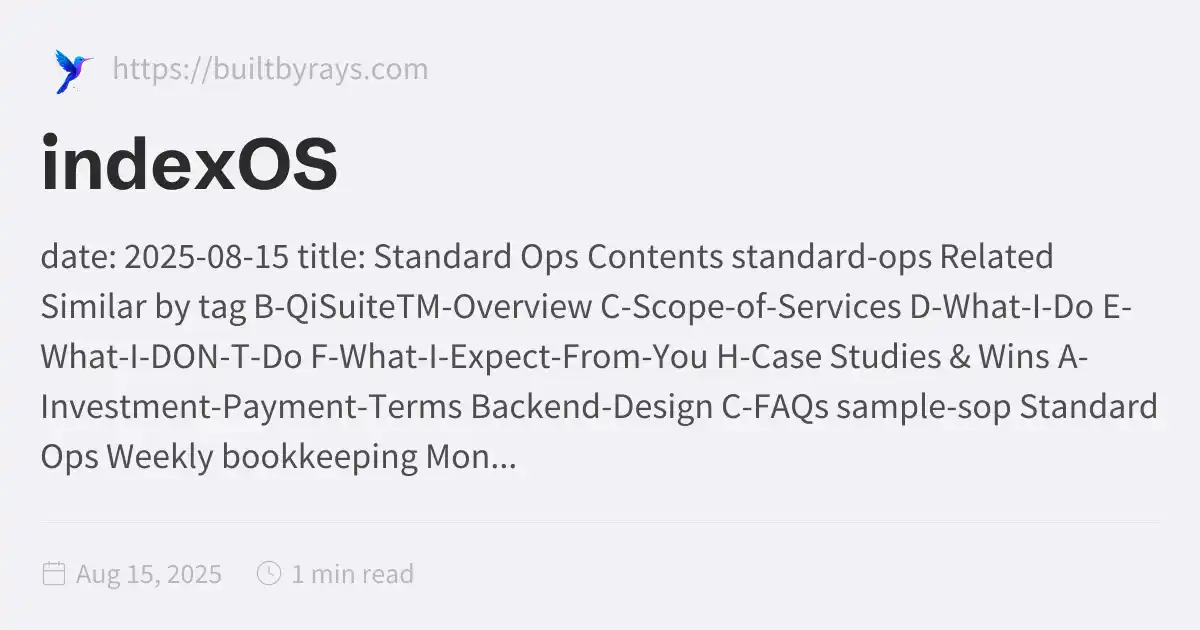 https://builtbyrays.com
indexOS
date: 2025-08-15 title: Standard Ops Contents standard-ops Related
Similar by tag B-QiSuiteTM-Overview C-Scope-of-Services D-What-I-Do E-
What-I-DON-T-Do F-What-I-Expect-From-You H-Case Studies & Wins A-
Investment-Payment-Terms Backend-Design C-FAQs sample-sop Standard
Ops Weekly bookkeeping Mon...
Aug 15, 2025 1 min read